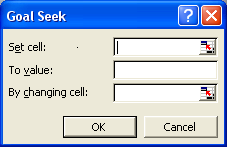 Goal Seek
Set cell:
To value:
By changing cell:
OK Cancel